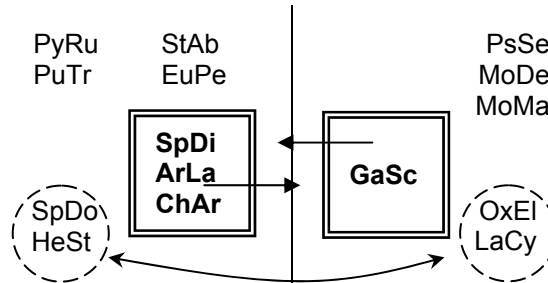 PyRu
PuTr
StAb
EuPe
PsSe
MoDe
MoMa
SpDi
ArLa
ChAr
GaSc
SpDo
HeSt
OxEl
LaCy